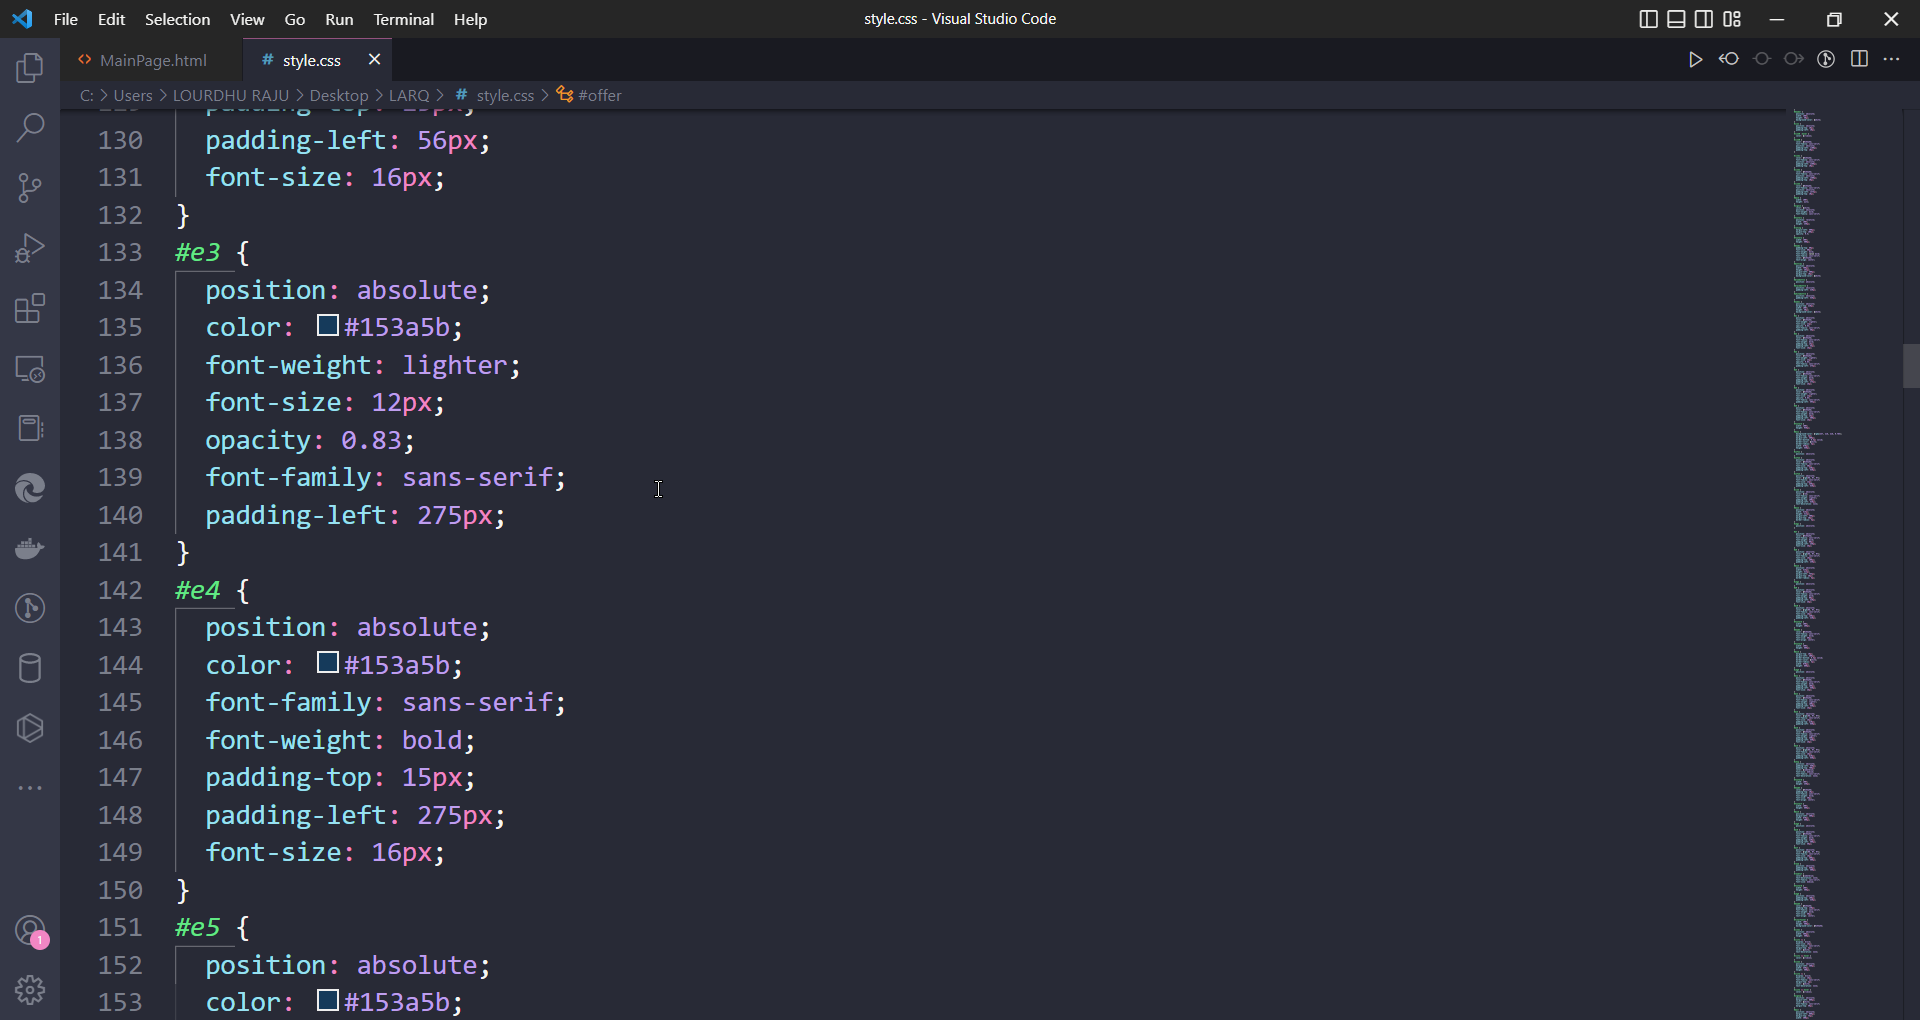 File Edit Selection View Go Run Terminal Help style.css - Visual Studio Code
<> MainPage.html # style.css
C: > Users > LOURDHU RAJU > Desktop > LARQ > # style.css > #offer
130 padding-left: 56px;
131 font-size: 16px;
132 }
133 #e3 {
134 position: absolute;
135 color: #153a5b;
136 font-weight: lighter;
137 font-size: 12px;
138 opacity: 0.83;
139 font-family: sans-serif;
140 padding-left: 275px;
141 }
142 #e4 {
143 position: absolute;
144 color: #153a5b;
145 font-family: sans-serif;
146 font-weight: bold;
147 padding-top: 15px;
148 padding-left: 275px;
149 font-size: 16px;
150 }
151 #e5 {
152 position: absolute;
153 color: #153a5b;
1